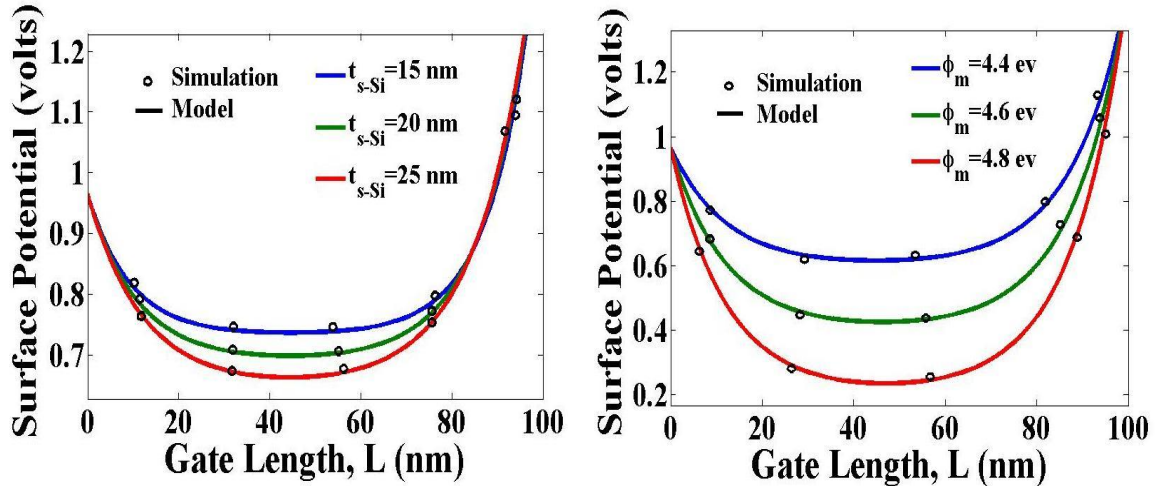 Surface Potential (volts)
1.2
1.1
1
0.9
0.8
0.7
Simulation
Model
t_s-Si=15 nm
t_s-Si=20 nm
t_s-Si=25 nm
0 20 40 60 80 100
Gate Length, L (nm)
Surface Potential (volts)
1.2
1
0.8
0.6
0.4
0.2
Simulation
Model
ϕ_m=4.4 ev
ϕ_m=4.6 ev
ϕ_m=4.8 ev
0 20 40 60 80 100
Gate Length, L (nm)